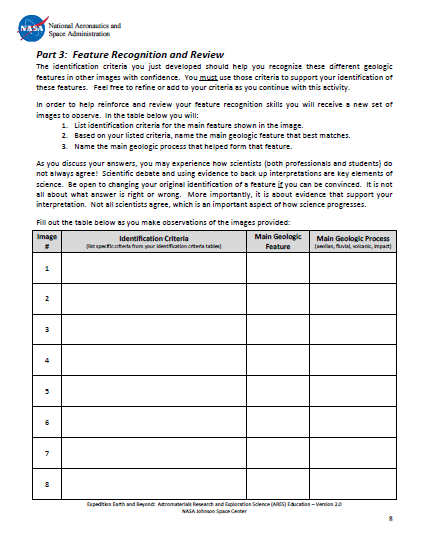 NASA
National Aeronautics and
Space Administration
Part 3: Feature Recognition and Review
The identification criteria you just developed should help you recognize these different geologic
features in other images with confidence. You must use those criteria to support your identification of
these features. Feel free to refine or add to your criteria as you continue with this activity.
In order to help reinforce and review your feature recognition skills you will receive a new set of
images to observe. In the table below you will:
1. List identification criteria for the main feature shown in the image.
2. Based on your listed criteria, name the main geologic feature that best matches.
3. Name the main geologic process that helped form that feature.
As you discuss your answers, you may experience how scientists (both professionals and students) do
not always agree! Scientific debate and using evidence to back up interpretations are key elements of
science. Be open to changing your original identification of a feature if you can be convinced. It is not
all about what answer is right or wrong. More importantly, it is about evidence that support your
interpretation. Not all scientists agree, which is an important aspect of how science progresses.
Fill out the table below as you make observations of the images provided:
Image
#
Identification Criteria
(list specific criteria from your identification criteria tables)
Main Geologic
Feature
Main Geologic Process
(aeolian, fluvial, volcanic, impact)
1
2
3
4
5
6
7
8
Expedition Earth and Beyond: Astromaterials Research and Exploration Science (ARES) Education – Version 2.0
NASA Johnson Space Center
8